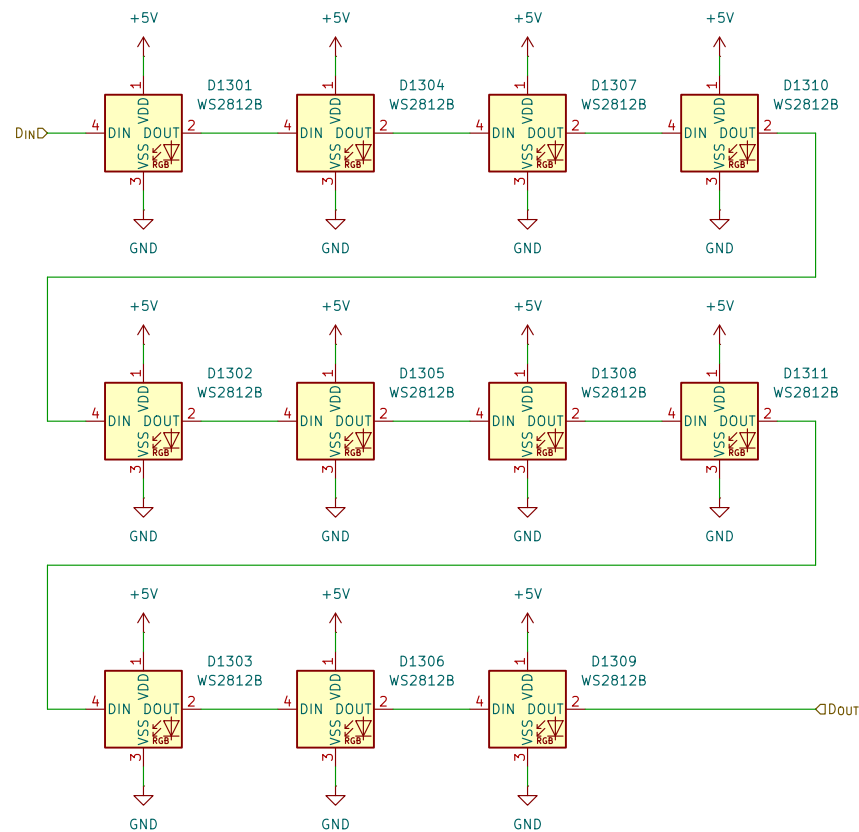 +5V +5V +5V +5V
1 D1301 1 D1304 1 D1307 1 D1310
WS2812B WS2812B WS2812B WS2812B
VDD VDD VDD VDD
DIN 4 DIN DOUT 2 4 DIN DOUT 2 4 DIN DOUT 2 4 DIN DOUT 2
VSS RGB VSS RGB VSS RGB VSS RGB
3 3 3 3
GND GND GND GND
+5V +5V +5V +5V
1 D1302 1 D1305 1 D1308 1 D1311
WS2812B WS2812B WS2812B WS2812B
VDD VDD VDD VDD
4 DIN DOUT 2 4 DIN DOUT 2 4 DIN DOUT 2 4 DIN DOUT 2
VSS RGB VSS RGB VSS RGB VSS RGB
3 3 3 3
GND GND GND GND
+5V +5V +5V
1 D1303 1 D1306 1 D1309
WS2812B WS2812B WS2812B
VDD VDD VDD
4 DIN DOUT 2 4 DIN DOUT 2 4 DIN DOUT 2 DOUT
VSS RGB VSS RGB VSS RGB
3 3 3
GND GND GND